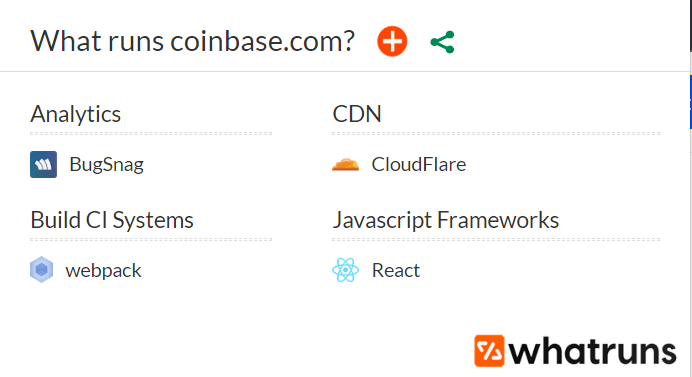 What runs coinbase.com?
Analytics
CDN
BugSnag
CloudFlare
Build CI Systems
Javascript Frameworks
webpack
React
whatruns